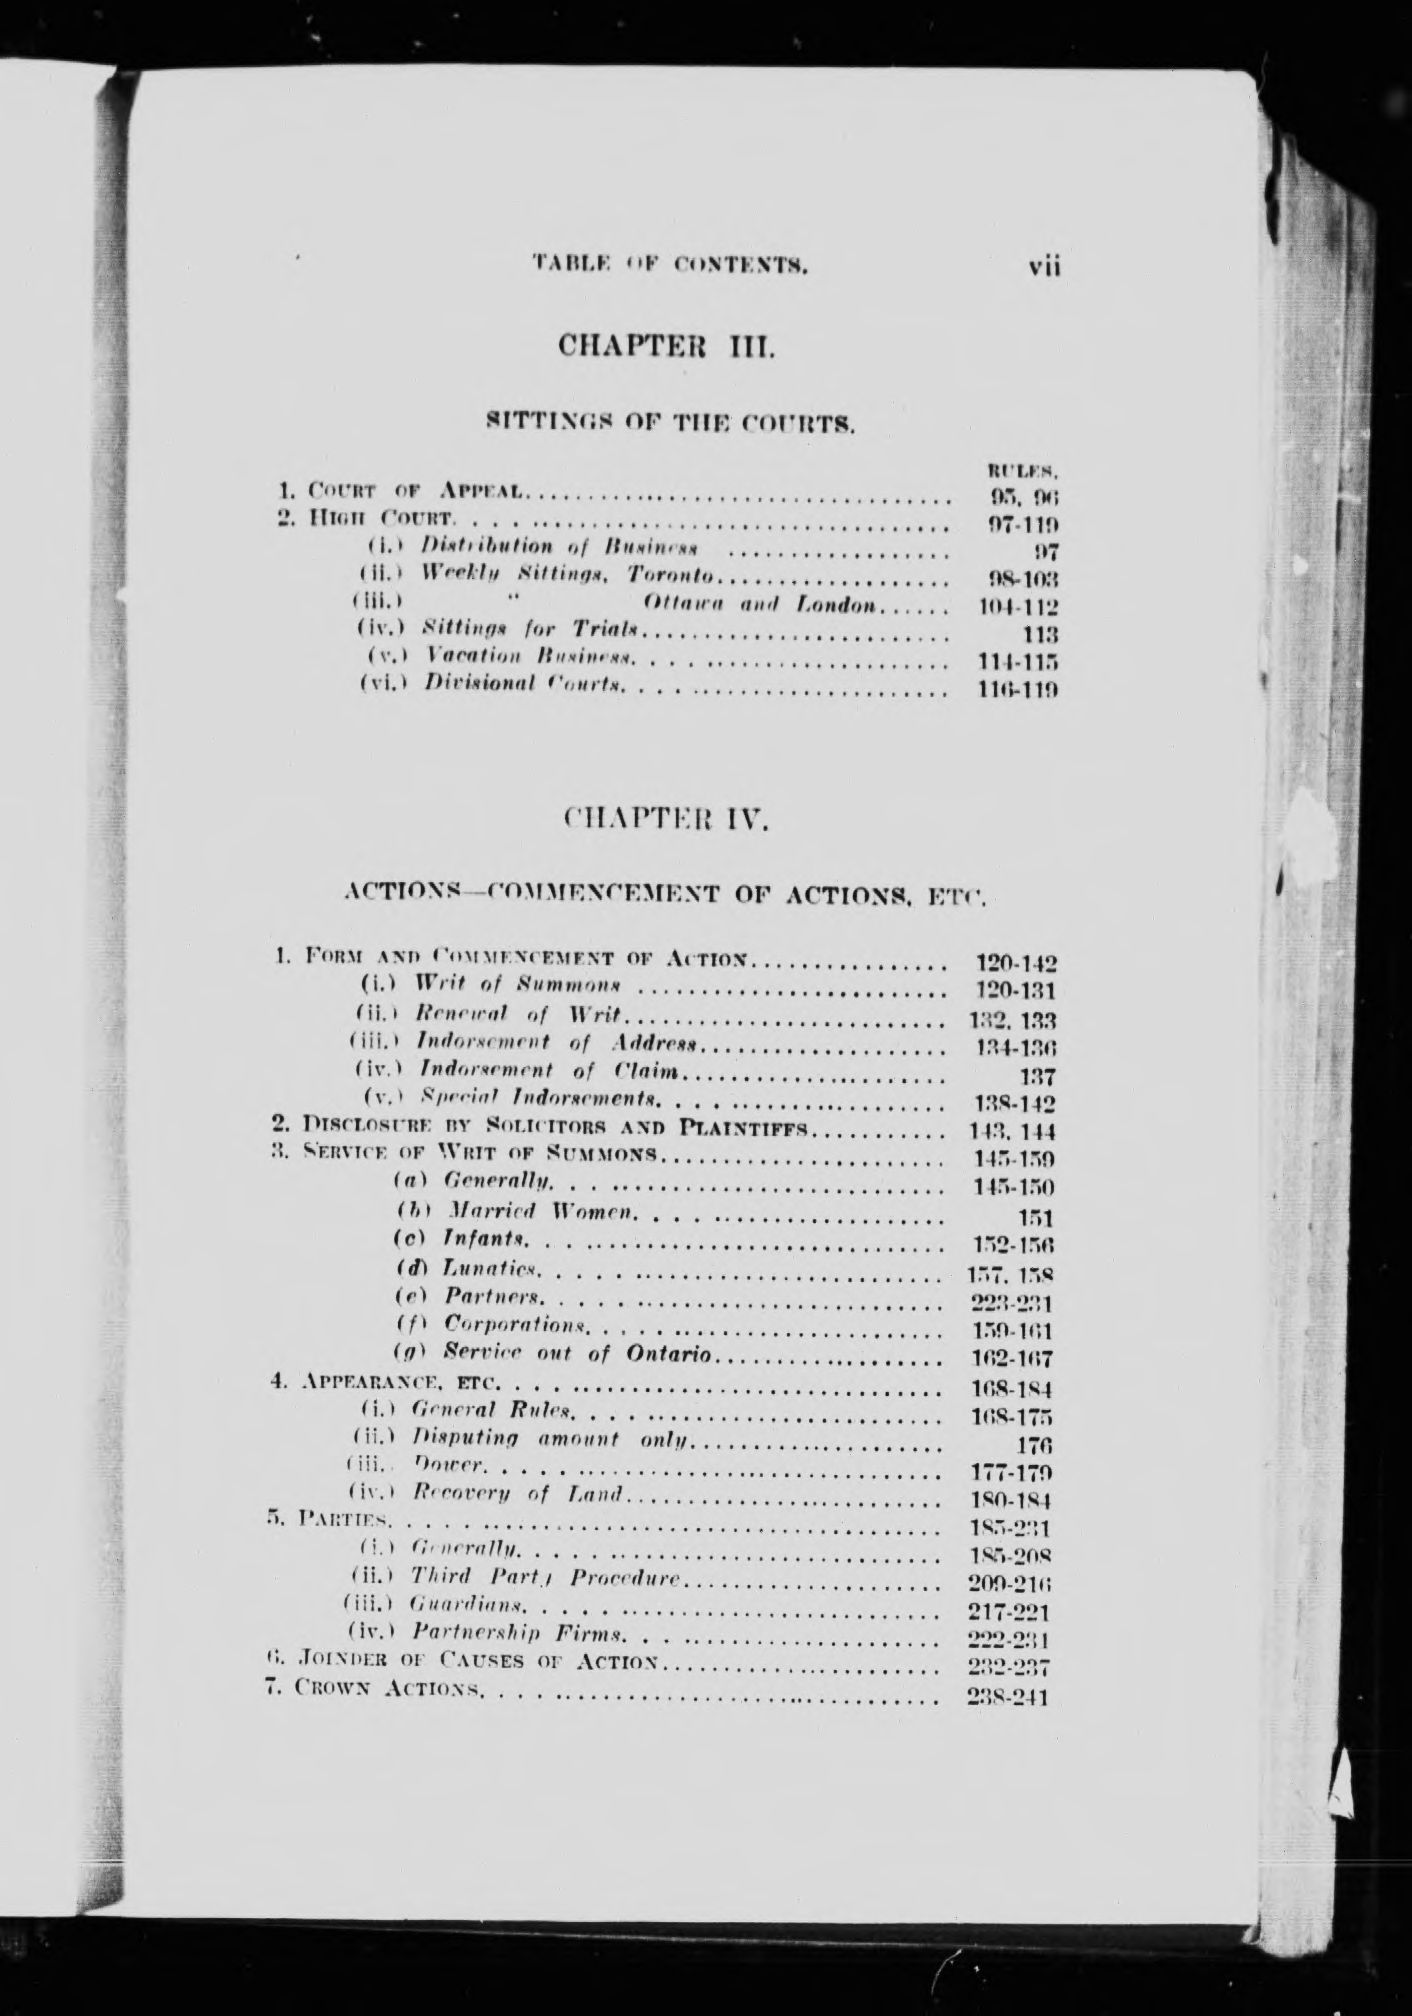 TABLE OF CONTENTS. vii
CHAPTER III.
SITTINGS OF THE COURTS.
RULES.
1. COURT OF APPEAL. 95, 96
2. HIGH COURT. 97-119
(i.) Distribution of Business 97
(ii.) Weekly Sittings, Toronto. 98-103
(iii.) " Ottawa and London. 104-112
(iv.) Sittings for Trials. 113
(v.) Vacation Business. 114-115
(vi.) Divisional Courts. 116-119
CHAPTER IV.
ACTIONS—COMMENCEMENT OF ACTIONS, ETC.
1. FORM AND COMMENCEMENT OF ACTION. 120-142
(i.) Writ of Summons 120-131
(ii.) Renewal of Writ. 132, 133
(iii.) Indorsement of Address. 134-136
(iv.) Indorsement of Claim. 137
(v.) Special Indorsements. 138-142
2. DISCLOSURE BY SOLICITORS AND PLAINTIFFS. 143, 144
3. SERVICE OF WRIT OF SUMMONS. 145-159
(a) Generally. 145-150
(b) Married Women. 151
(c) Infants. 152-156
(d) Lunatics. 157, 158
(e) Partners. 223-231
(f) Corporations. 159-161
(g) Service out of Ontario. 162-167
4. APPEARANCE, ETC. 168-184
(i.) General Rules. 168-175
(ii.) Disputing amount only. 176
(iii. Dower. 177-179
(iv.) Recovery of Land. 180-184
5. PARTIES. 185-231
(i.) Generally. 185-208
(ii.) Third Party Procedure. 209-216
(iii.) Guardians. 217-221
(iv.) Partnership Firms. 222-231
6. JOINDER OF CAUSES OF ACTION. 232-237
7. CROWN ACTIONS. 238-241